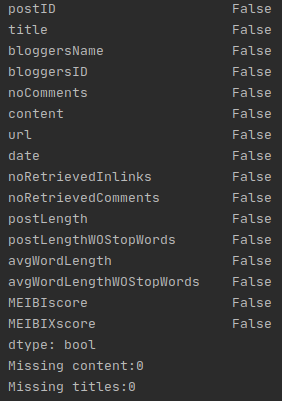 postID False
title False
bloggersName False
bloggersID False
noComments False
content False
url False
date False
noRetrievedInlinks False
noRetrievedComments False
postLength False
postLengthWOStopWords False
avgWordLength False
avgWordLengthWOStopWords False
MEIBIscore False
MEIBIXscore False
dtype: bool
Missing content:0
Missing titles:0